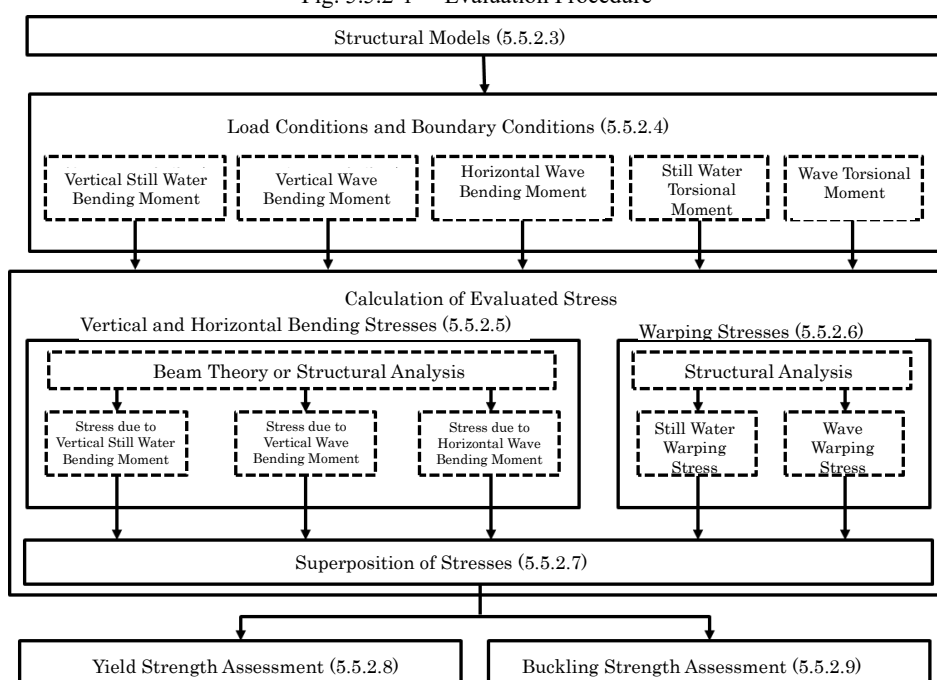 Fig. 5.5.2-1 Evaluation Procedure
Structural Models (5.5.2.3)
Load Conditions and Boundary Conditions (5.5.2.4)
Vertical Still Water
Bending Moment
Vertical Wave
Bending Moment
Horizontal Wave
Bending Moment
Still Water
Torsional
Moment
Wave Torsional
Moment
Calculation of Evaluated Stress
Vertical and Horizontal Bending Stresses (5.5.2.5)
Beam Theory or Structural Analysis
Stress due to
Vertical Still Water
Bending Moment
Stress due to
Vertical Wave
Bending Moment
Stress due to
Horizontal Wave
Bending Moment
Warping Stresses (5.5.2.6)
Structural Analysis
Still Water
Warping
Stress
Wave
Warping
Stress
Superposition of Stresses (5.5.2.7)
Yield Strength Assessment (5.5.2.8)
Buckling Strength Assessment (5.5.2.9)